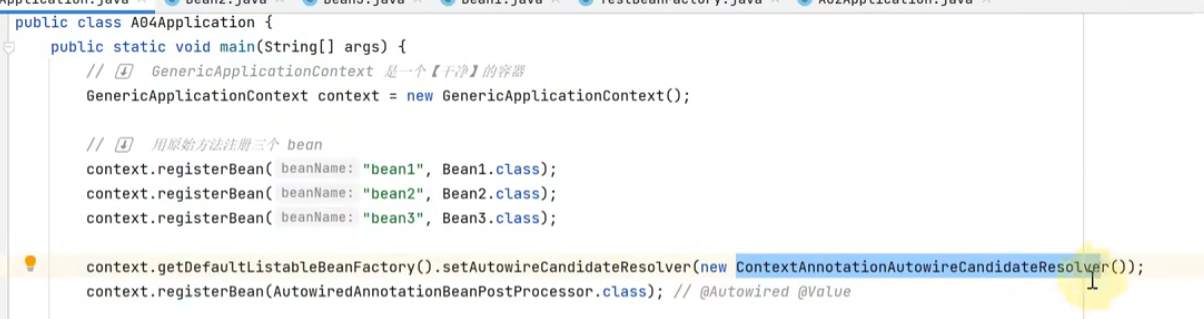 Application.java Bean2.java Bean3.java Bean1.java TestBeanFactory.java A02Application.java
public class A04Application {
public static void main(String[] args) {
// GenericApplicationContext 是一个【干净】的容器
GenericApplicationContext context = new GenericApplicationContext();
// 用原始方法注册三个 bean
context.registerBean( beanName: "bean1", Bean1.class);
context.registerBean( beanName: "bean2", Bean2.class);
context.registerBean( beanName: "bean3", Bean3.class);
context.getDefaultListableBeanFactory().setAutowireCandidateResolver(new ContextAnnotationAutowireCandidateResolver());
context.registerBean(AutowiredAnnotationBeanPostProcessor.class); // @Autowired @Value